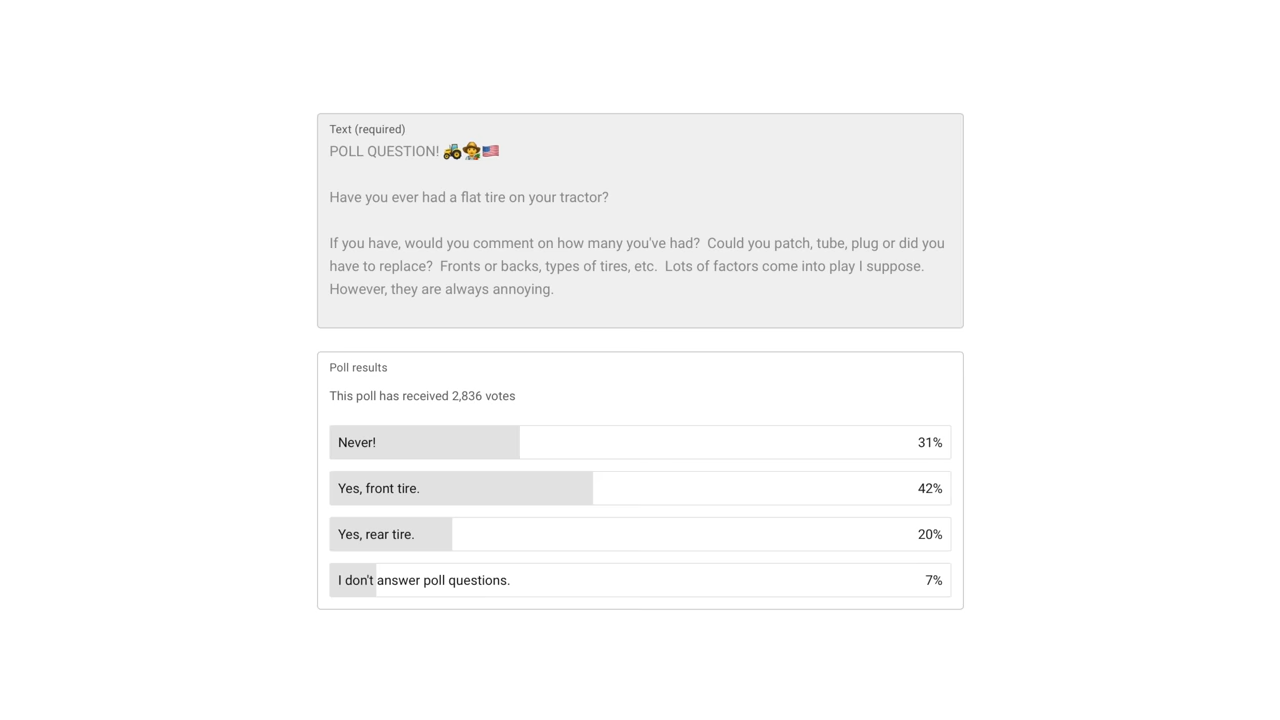 Text (required)
POLL QUESTION! 🚜🧑‍🌾🇺🇸
Have you ever had a flat tire on your tractor?
If you have, would you comment on how many you've had?  Could you patch, tube, plug or did you
have to replace?  Fronts or backs, types of tires, etc.  Lots of factors come into play I suppose.
However, they are always annoying.
Poll results
This poll has received 2,836 votes
Never! 31%
Yes, front tire. 42%
Yes, rear tire. 20%
I don't answer poll questions. 7%